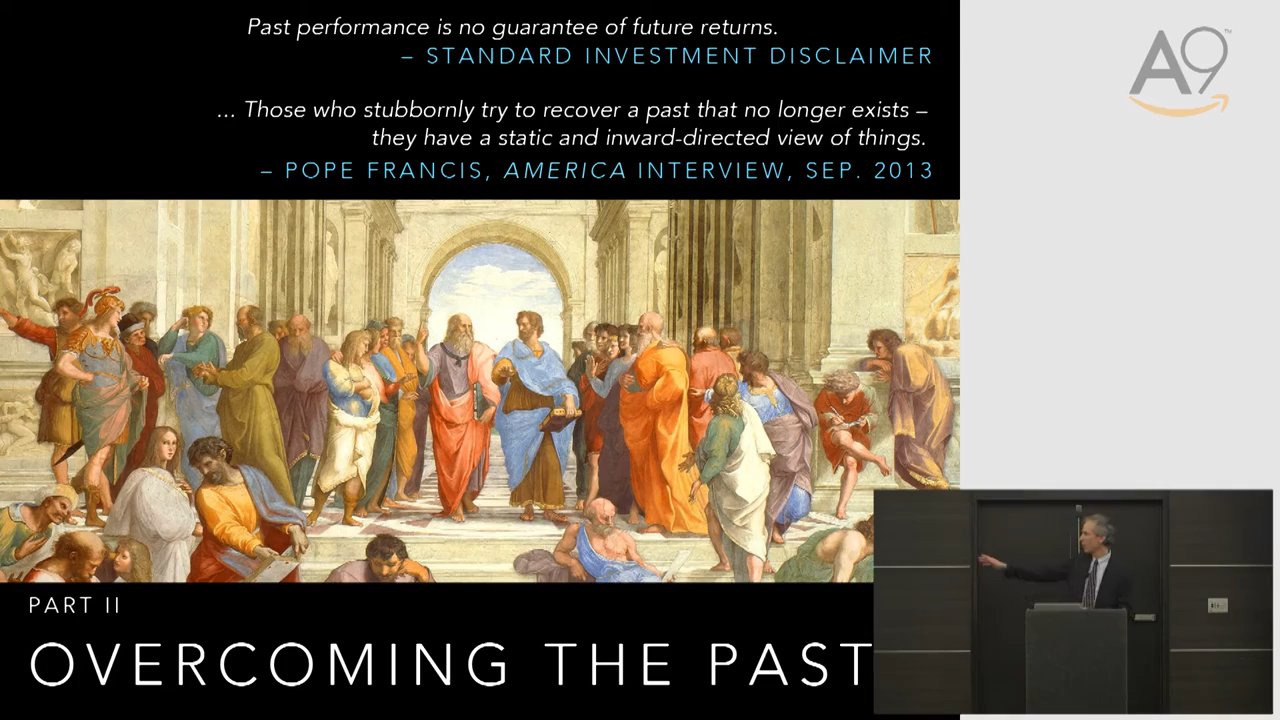 Past performance is no guarantee of future returns.
– STANDARD INVESTMENT DISCLAIMER
... Those who stubbornly try to recover a past that no longer exists –
they have a static and inward-directed view of things.
– POPE FRANCIS, AMERICA INTERVIEW, SEP. 2013
A9™
PART II
OVERCOMING THE PAST